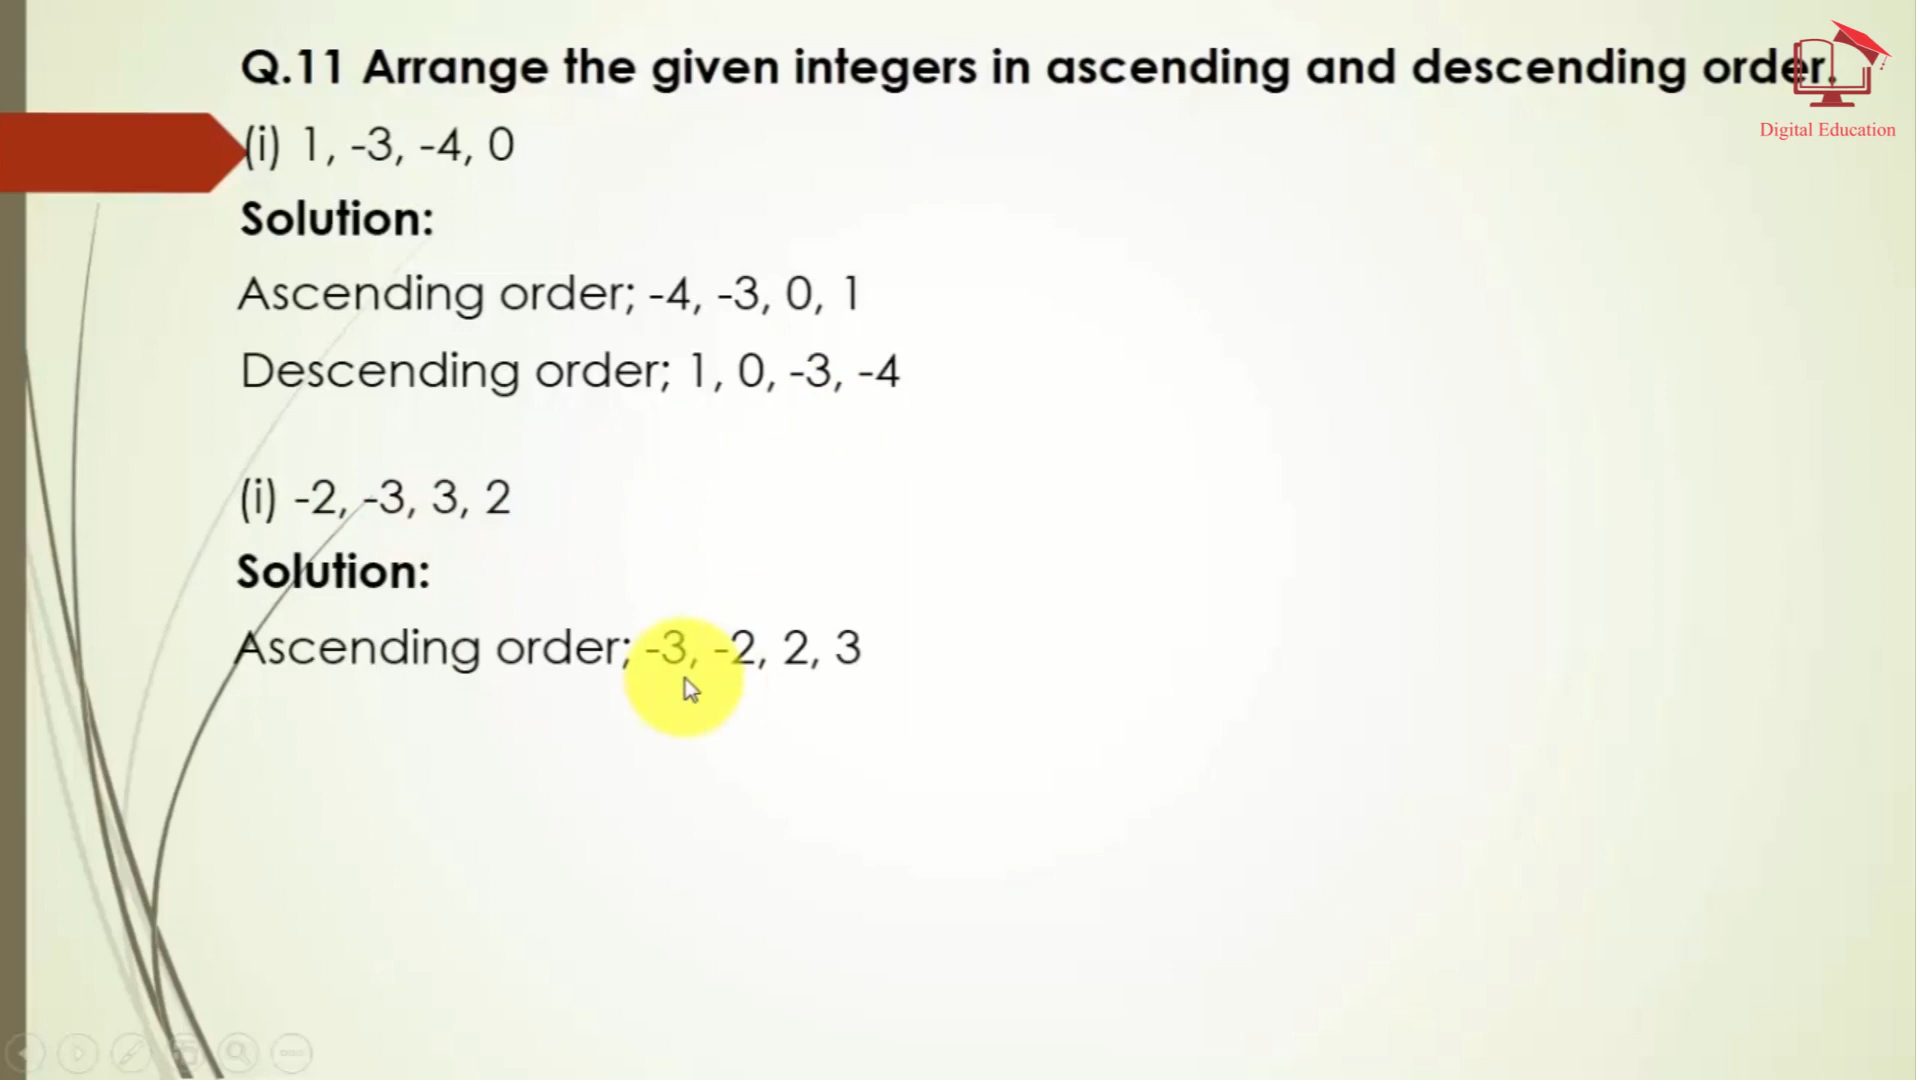 Q.11 Arrange the given integers in ascending and descending order.
Digital Education
(i) 1, -3, -4, 0
Solution:
Ascending order; -4, -3, 0, 1
Descending order; 1, 0, -3, -4
(i) -2, -3, 3, 2
Solution:
Ascending order; -3, -2, 2, 3